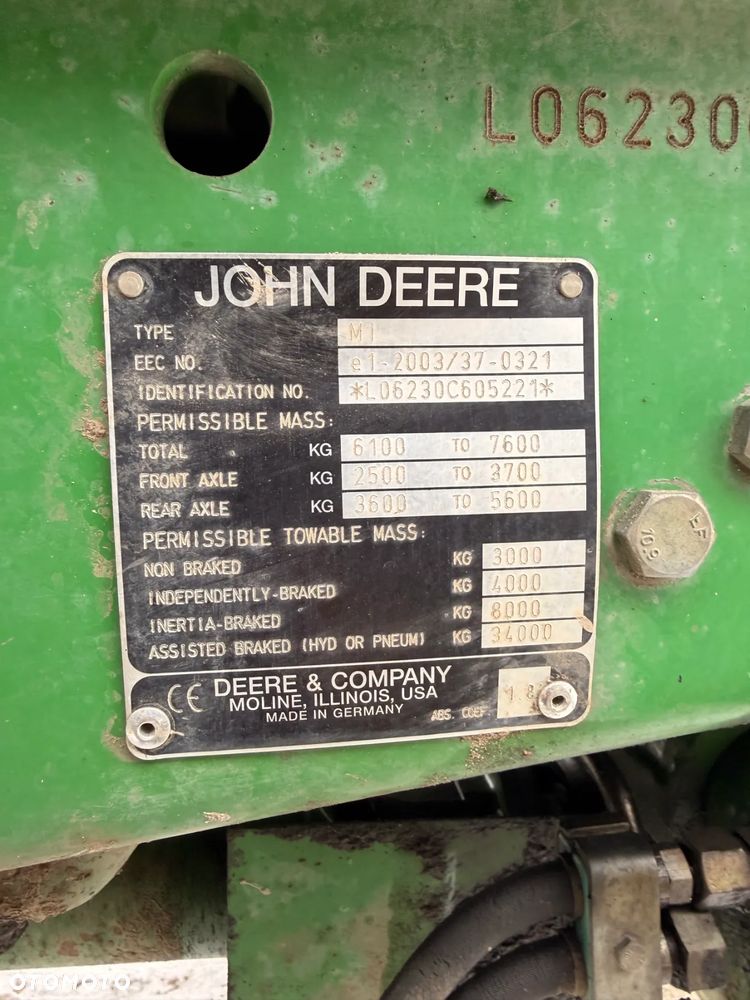 L06230
JOHN DEERE
TYPE M1
EEC NO. e1-2003/37-0321
IDENTIFICATION NO. *L06230C605221*
PERMISSIBLE MASS:
TOTAL KG 6100 TO 7600
FRONT AXLE KG 2500 TO 3700
REAR AXLE KG 3600 TO 5600
PERMISSIBLE TOWABLE MASS:
NON BRAKED KG 3000
INDEPENDENTLY-BRAKED KG 4000
INERTIA-BRAKED KG 8000
ASSISTED BRAKED (HYD OR PNEUM) KG 34000
CE DEERE & COMPANY
MOLINE, ILLINOIS, USA
MADE IN GERMANY ABS. COEF.
10.9
OTOMOTO